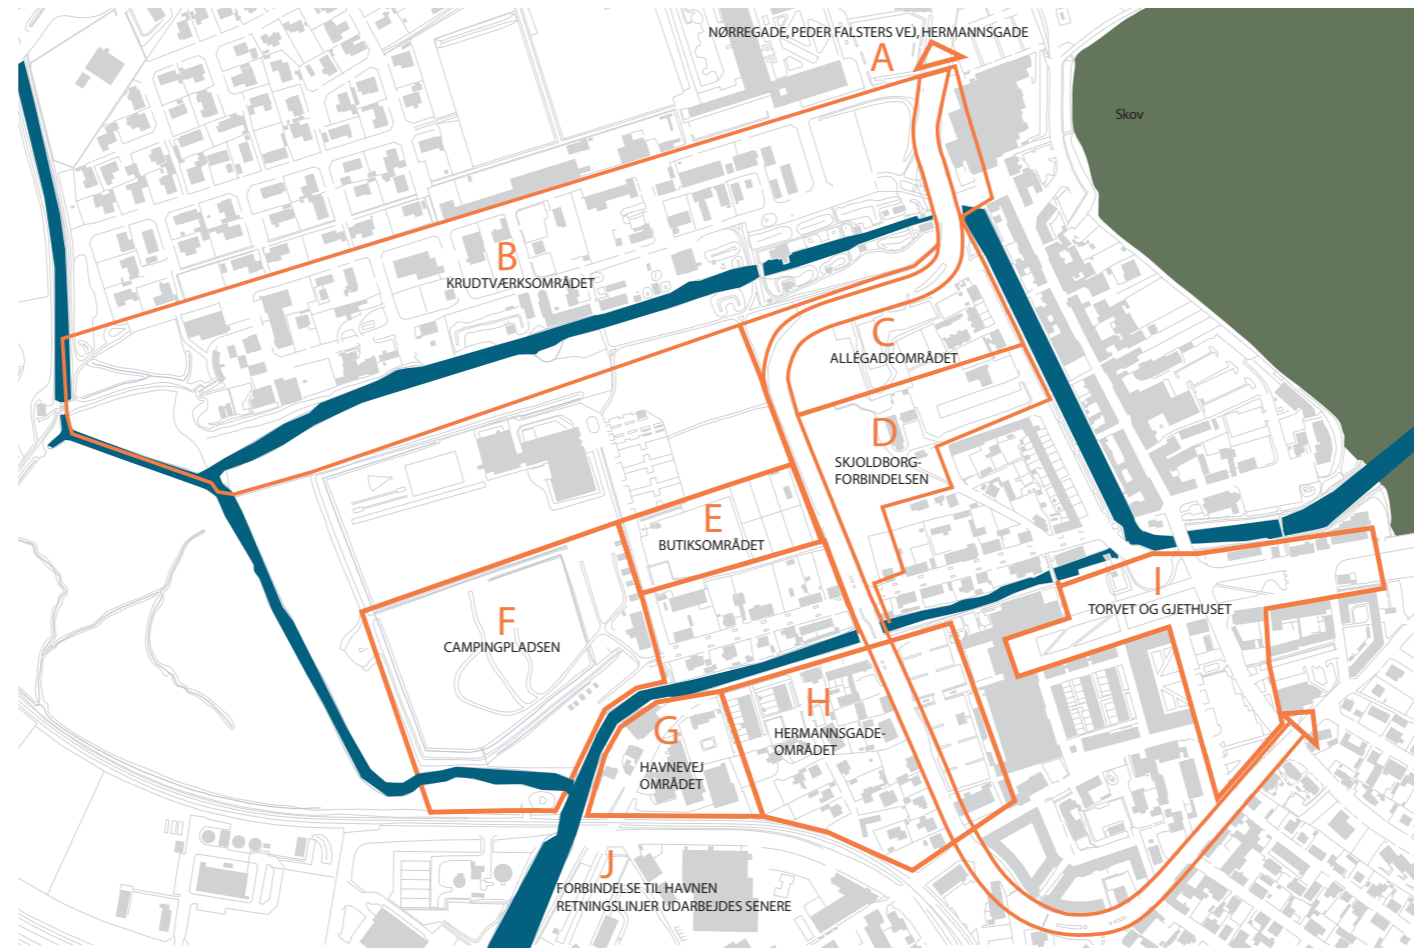 NØRREGADE, PEDER FALSTERS VEJ, HERMANNSGADE
A
Skov
B
KRUDTVÆRKSOMRÅDET
C
ALLÉGADEOMRÅDET
D
SKJOLDBORG-
FORBINDELSEN
E
BUTIKSOMRÅDET
F
CAMPINGPLADSEN
I
TORVET OG GJETHUSET
G
HAVNEVEJ
OMRÅDET
H
HERMANNSGADE-
OMRÅDET
J
FORBINDELSE TIL HAVNEN
RETNINGSLINJER UDARBEJDES SENERE